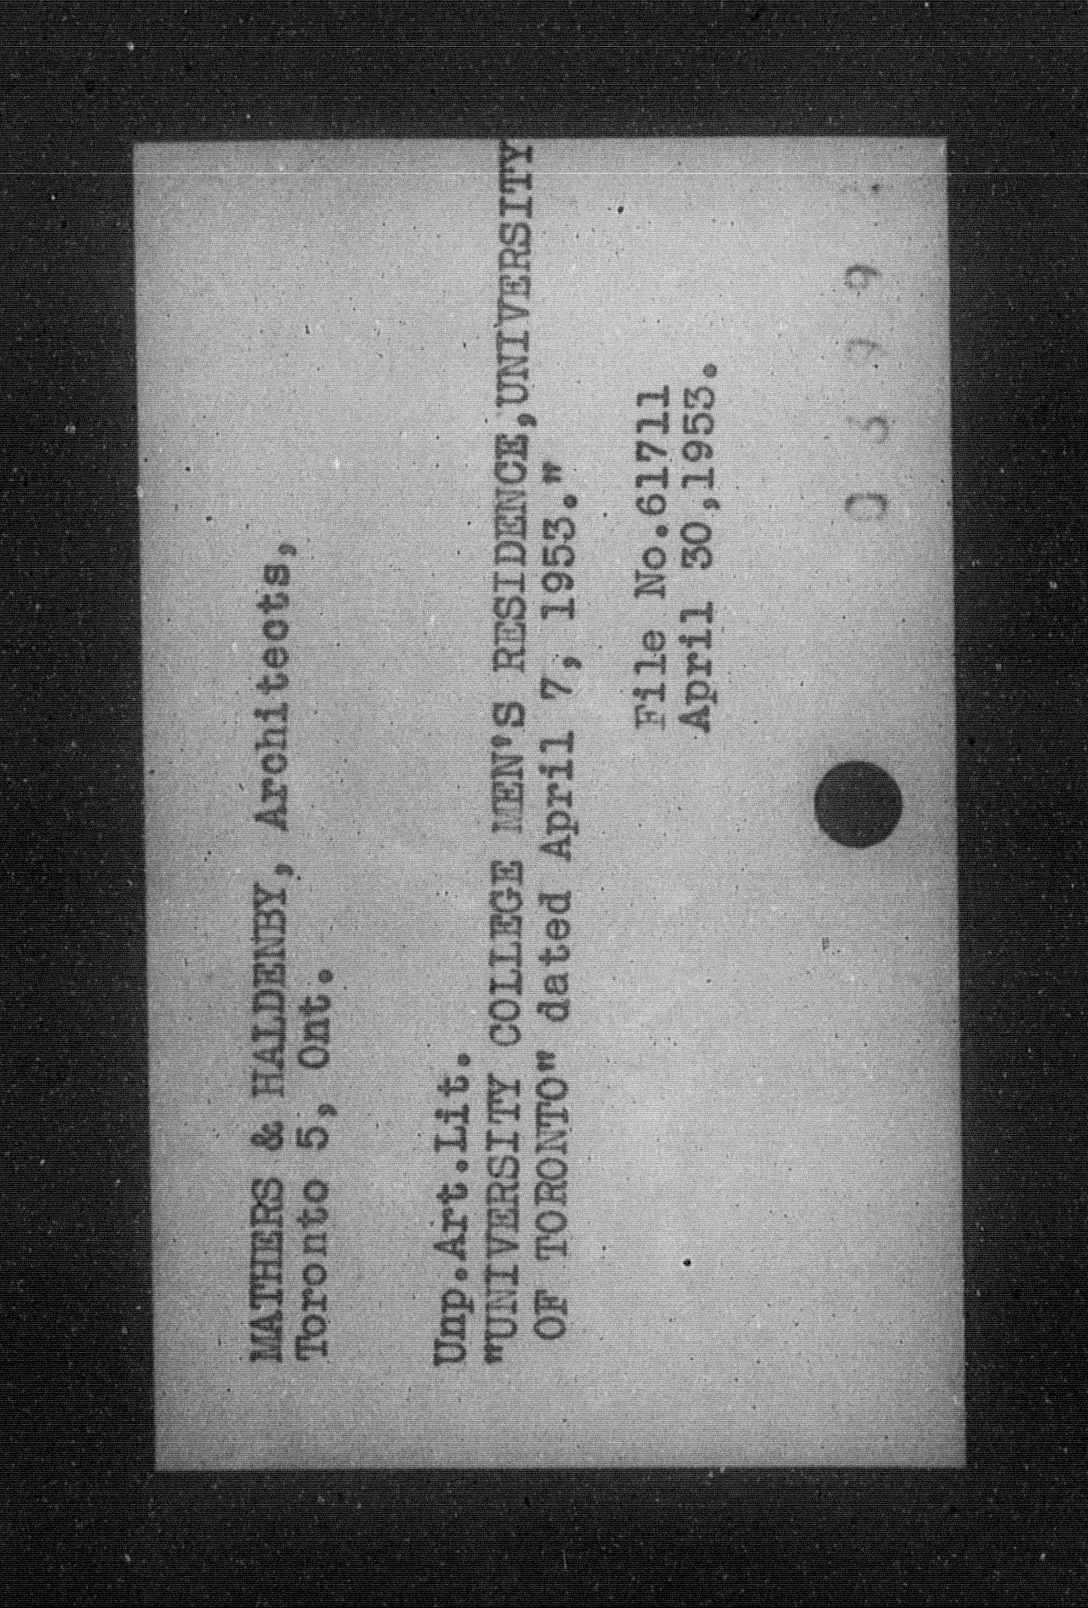 MATHERS & HALDENBY, Architects,
Toronto 5, Ont.
Unp.Art.Lit.
"UNIVERSITY COLLEGE MEN'S RESIDENCE,UNIVERSITY
OF TORONTO" dated April 7, 1953."
File No.61711
April 30,1953.